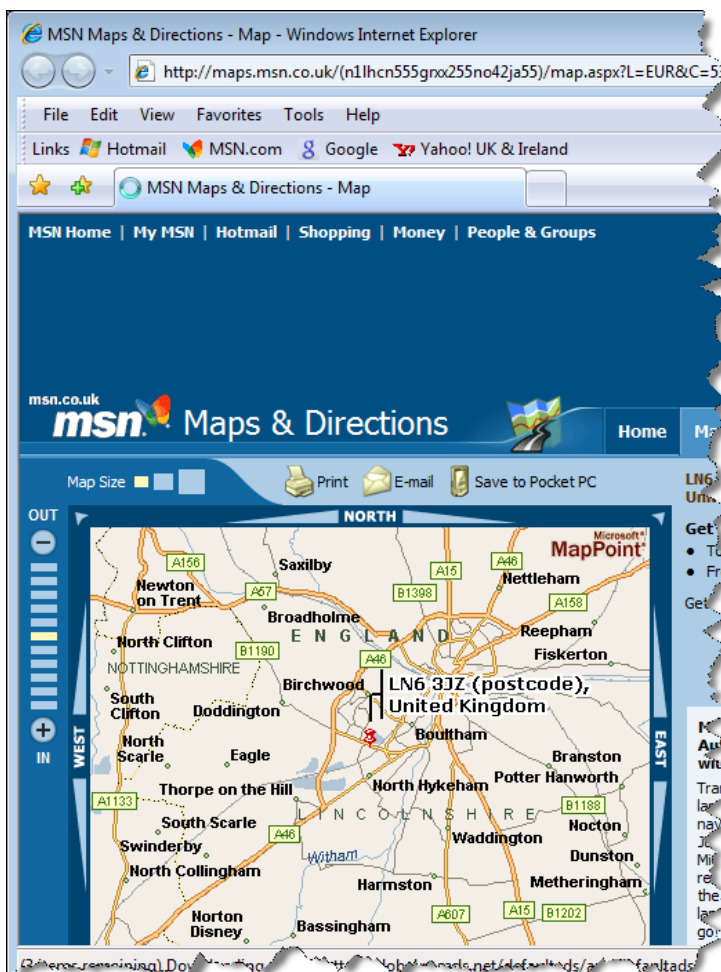 MSN Maps & Directions - Map - Windows Internet Explorer
http://maps.msn.co.uk/(n1lhcn555grxx255no42ja55)/map.aspx?L=EUR&C=5
File Edit View Favorites Tools Help
Links Hotmail MSN.com Google Yahoo! UK & Ireland
MSN Maps & Directions - Map
MSN Home | My MSN | Hotmail | Shopping | Money | People & Groups
msn.co.uk
msn Maps & Directions
Home
Map Size
Print E-mail Save to Pocket PC
LN6
OUT
NORTH
Get
Microsoft
MapPoint
A156
Saxilby
A15
A46
Nettleham
Newton
on Trent
A57
B1398
A158
Get
Broadholme
ENGLAND
Reepham
North Clifton
B1190
A46
Fiskerton
NOTTINGHAMSHIRE
Birchwood
LN6 3JZ (postcode),
United Kingdom
South
Clifton
Doddington
Boultham
WEST
EAST
North
Scarle
Eagle
Branston
IN
Thorpe on the Hill
North Hykeham
Potter Hanworth
A1133
LINCOLNSHIRE
B1188
South Scarle
A46
Nocton
Waddington
Swinderby
Witham
Dunston
North Collingham
Harmston
Metheringham
the
Norton
Disney
Bassingham
A607
A15
B1202